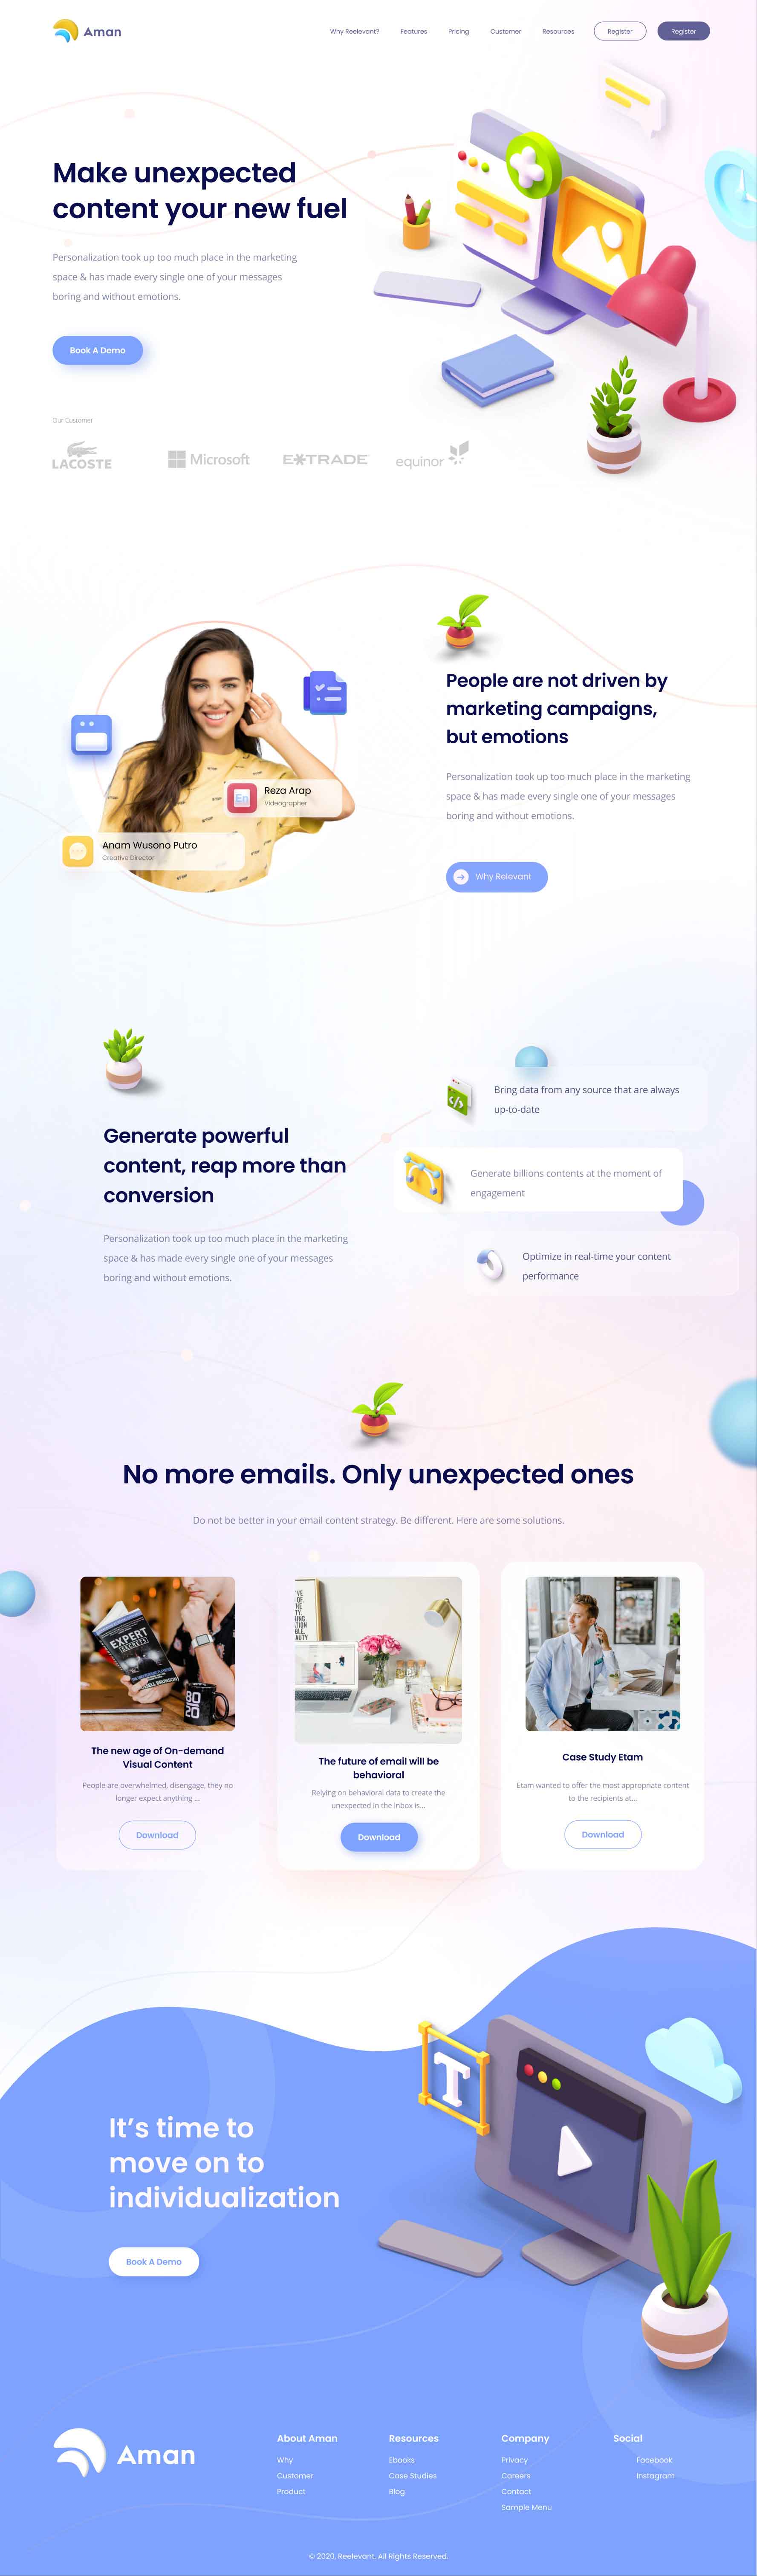 Aman
Why Reelevant?
Features
Pricing
Customer
Resources
Register
Register
Make unexpected
content your new fuel
Personalization took up too much place in the marketing
space & has made every single one of your messages
boring and without emotions.
Book A Demo
Our Customer
LACOSTE
Microsoft
E*TRADE
equinor
People are not driven by
marketing campaigns,
but emotions
Personalization took up too much place in the marketing
space & has made every single one of your messages
boring and without emotions.
Why Relevant
En
Reza Arap
Videographer
Anam Wusono Putro
Creative Director
Generate powerful
content, reap more than
conversion
Personalization took up too much place in the marketing
space & has made every single one of your messages
boring and without emotions.
</>
Bring data from any source that are always
up-to-date
Generate billions contents at the moment of
engagement
Optimize in real-time your content
performance
No more emails. Only unexpected ones
Do not be better in your email content strategy. Be different. Here are some solutions.
EXPERT
SECRETS
80
20
The new age of On-demand
Visual Content
People are overwhelmed, disengage, they no
longer expect anything ...
Download
The future of email will be
behavioral
Relying on behavioral data to create the
unexpected in the inbox is...
Download
Case Study Etam
Etam wanted to offer the most appropriate content
to the recipients at...
Download
T
It's time to
move on to
individualization
Book A Demo
Aman
About Aman
Why
Customer
Product
Resources
Ebooks
Case Studies
Blog
Company
Privacy
Careers
Contact
Sample Menu
Social
Facebook
Instagram
© 2020, Reelevant. All Rights Reserved.